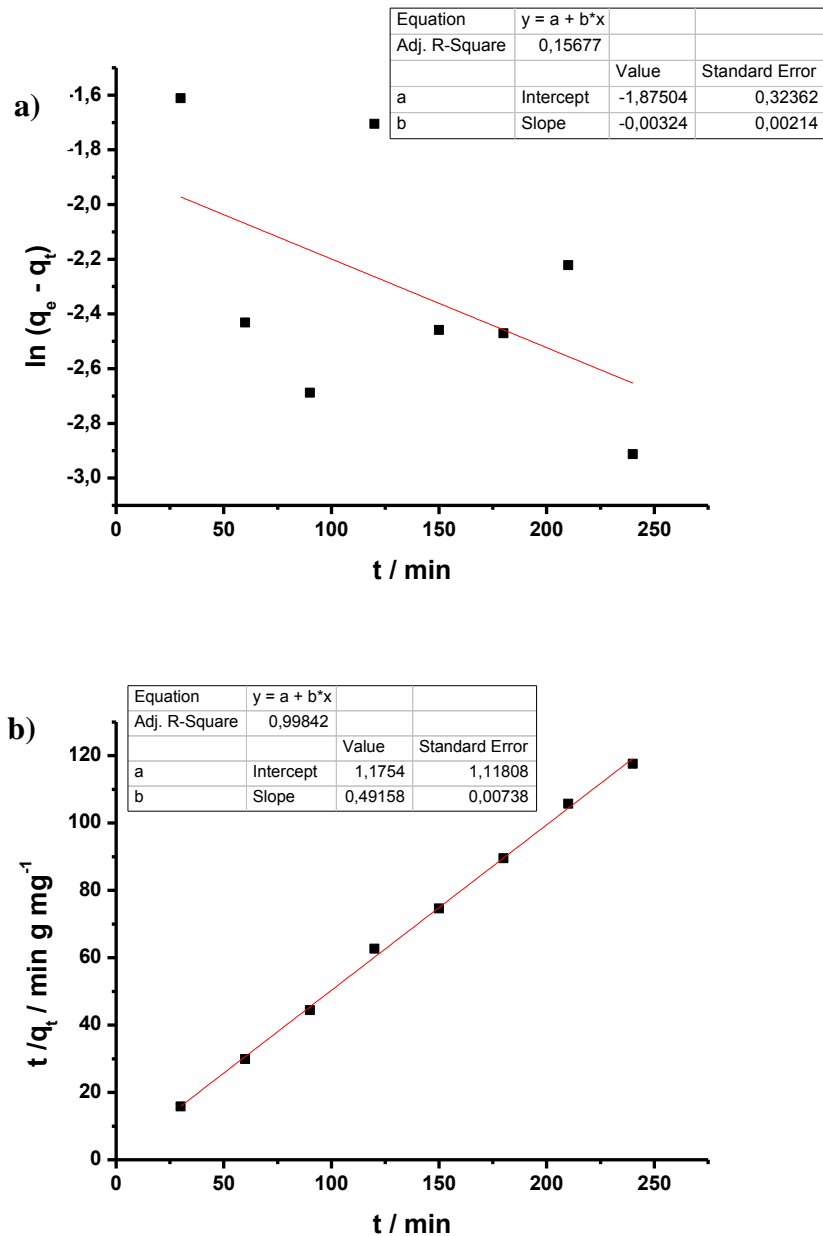 a)
Equation y = a + b*x
Adj. R-Square 0,15677
Value Standard Error
a Intercept -1,87504 0,32362
b Slope -0,00324 0,00214
-1,6
-1,8
-2,0
-2,2
-2,4
-2,6
-2,8
-3,0
ln (qe - qt)
0 50 100 150 200 250
t / min
b)
Equation y = a + b*x
Adj. R-Square 0,99842
Value Standard Error
a Intercept 1,1754 1,11808
b Slope 0,49158 0,00738
120
100
80
60
40
20
0
t /qt / min g mg-1
0 50 100 150 200 250
t / min